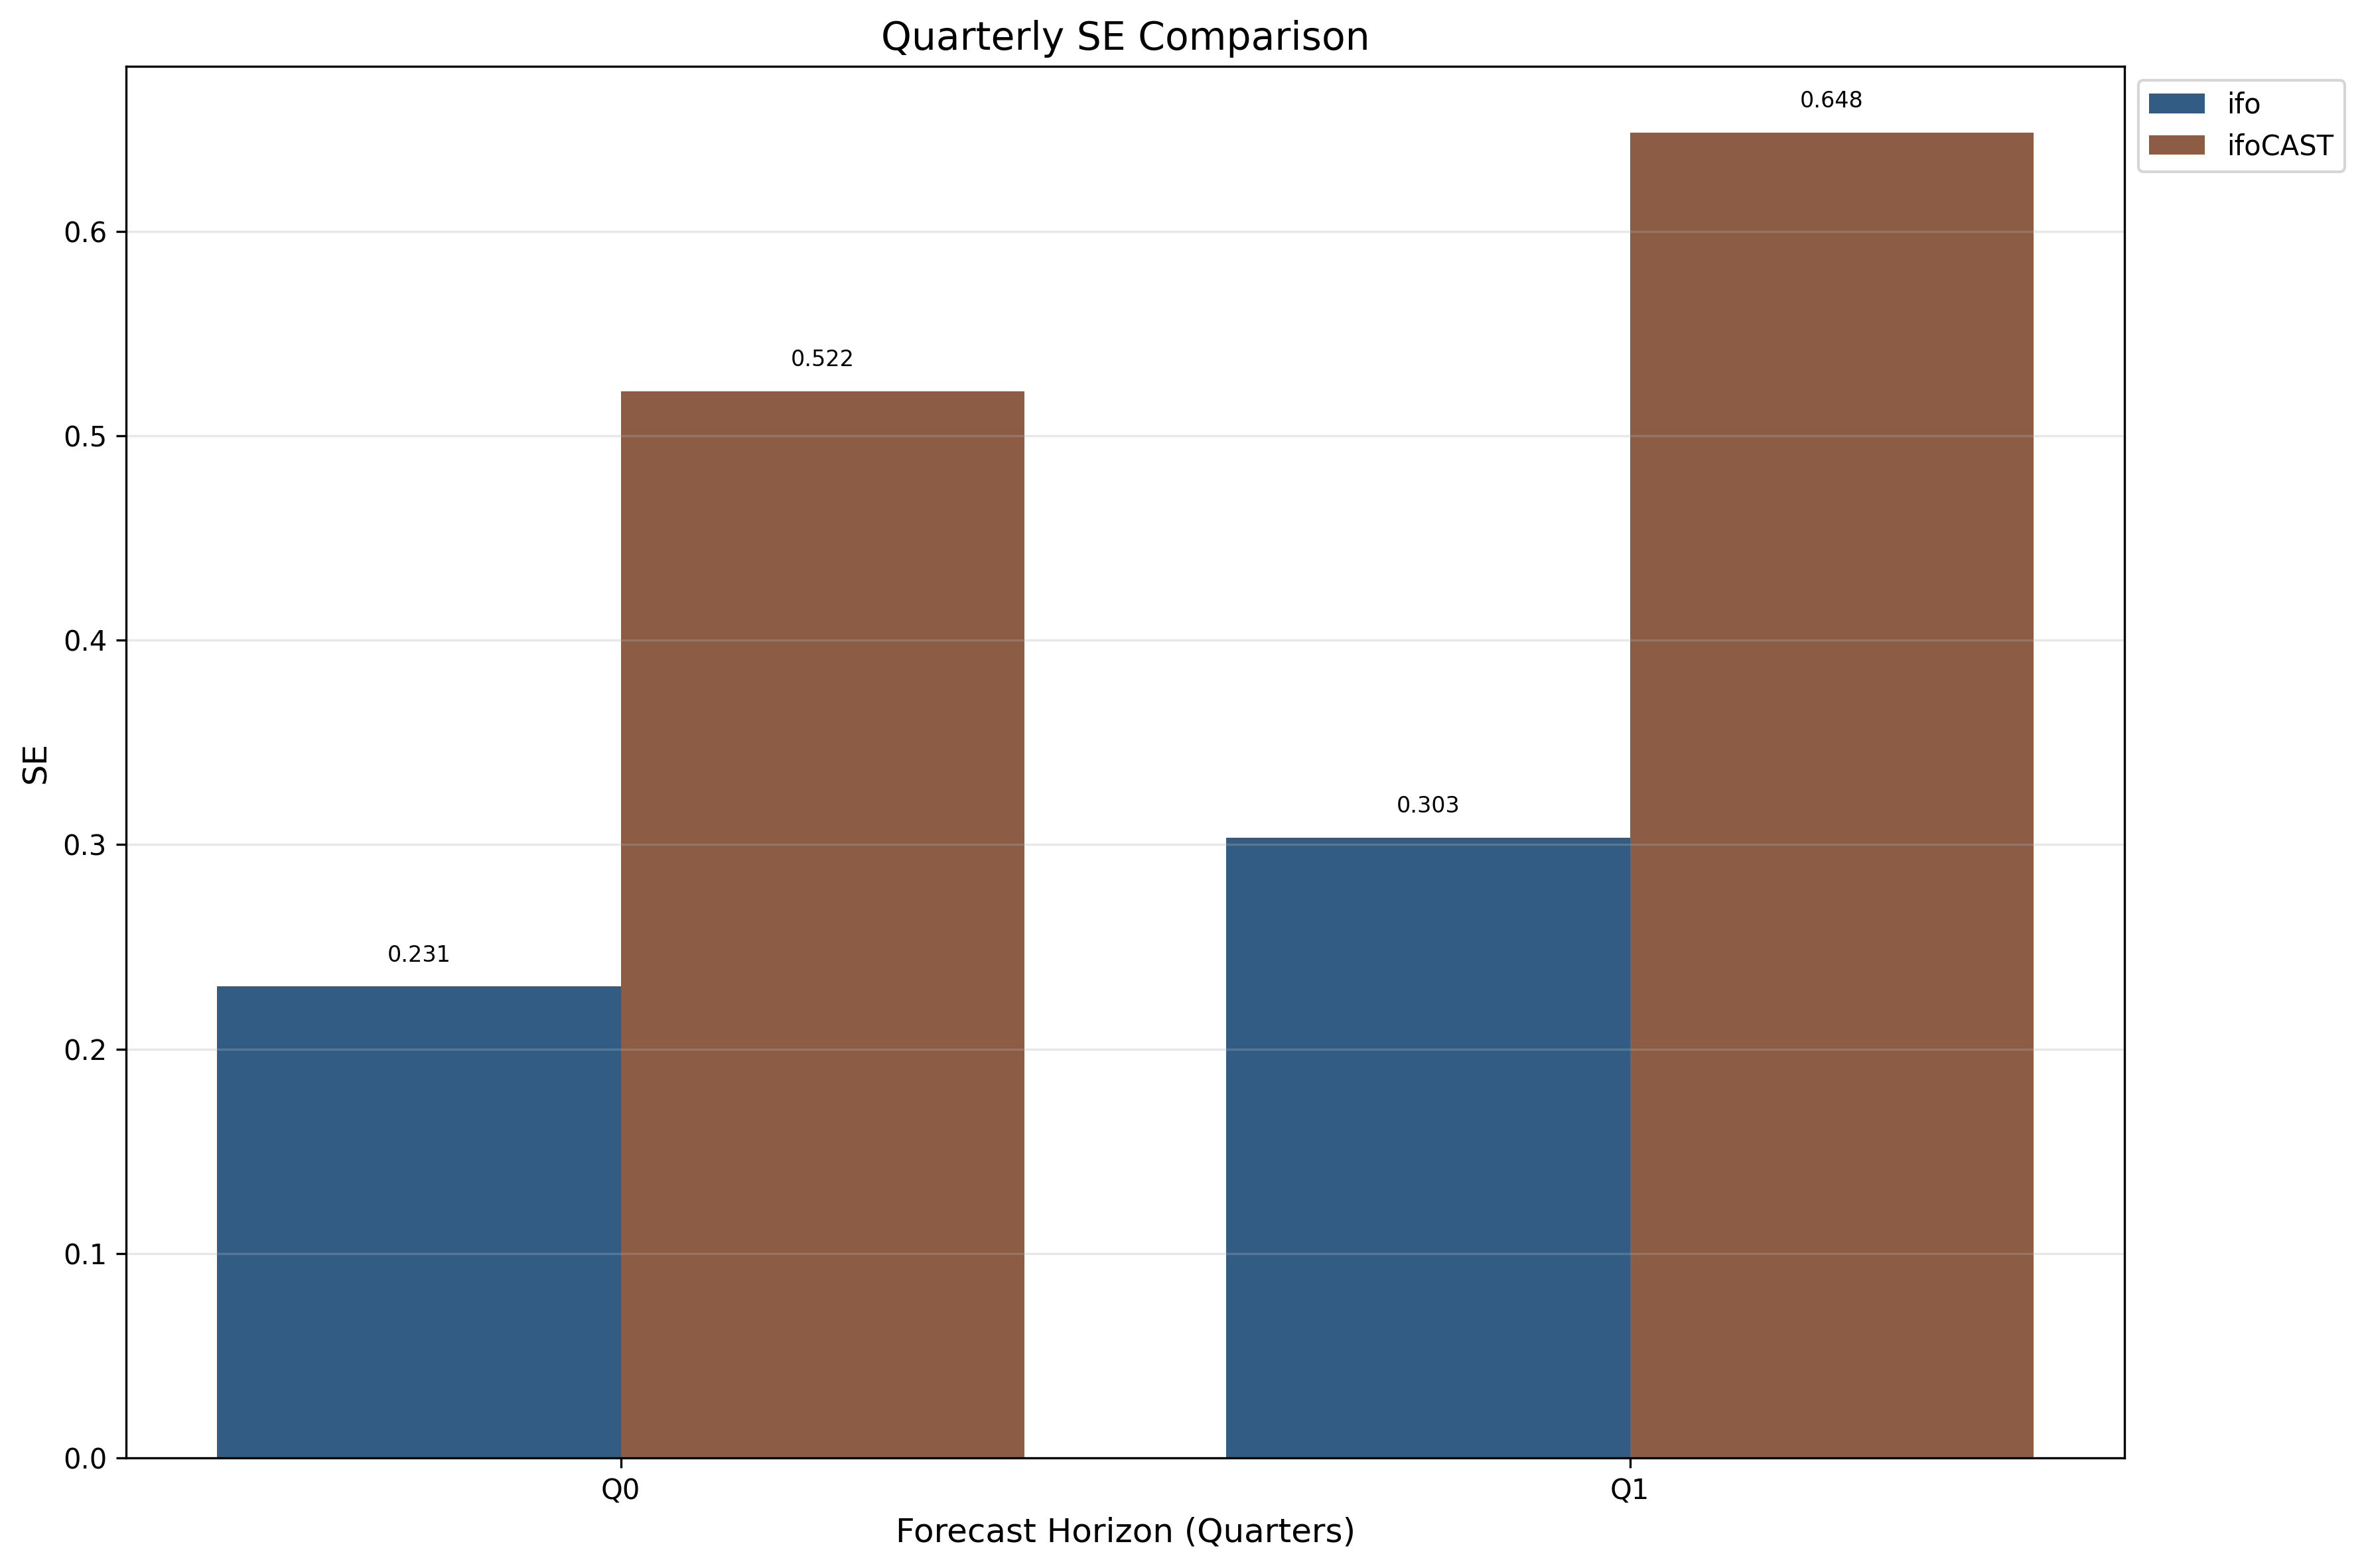 Quarterly SE Comparison
ifo
ifoCAST
0.648
0.6
0.522
0.5
0.4
SE
0.303
0.3
0.231
0.2
0.1
0.0
Q0
Q1
Forecast Horizon (Quarters)